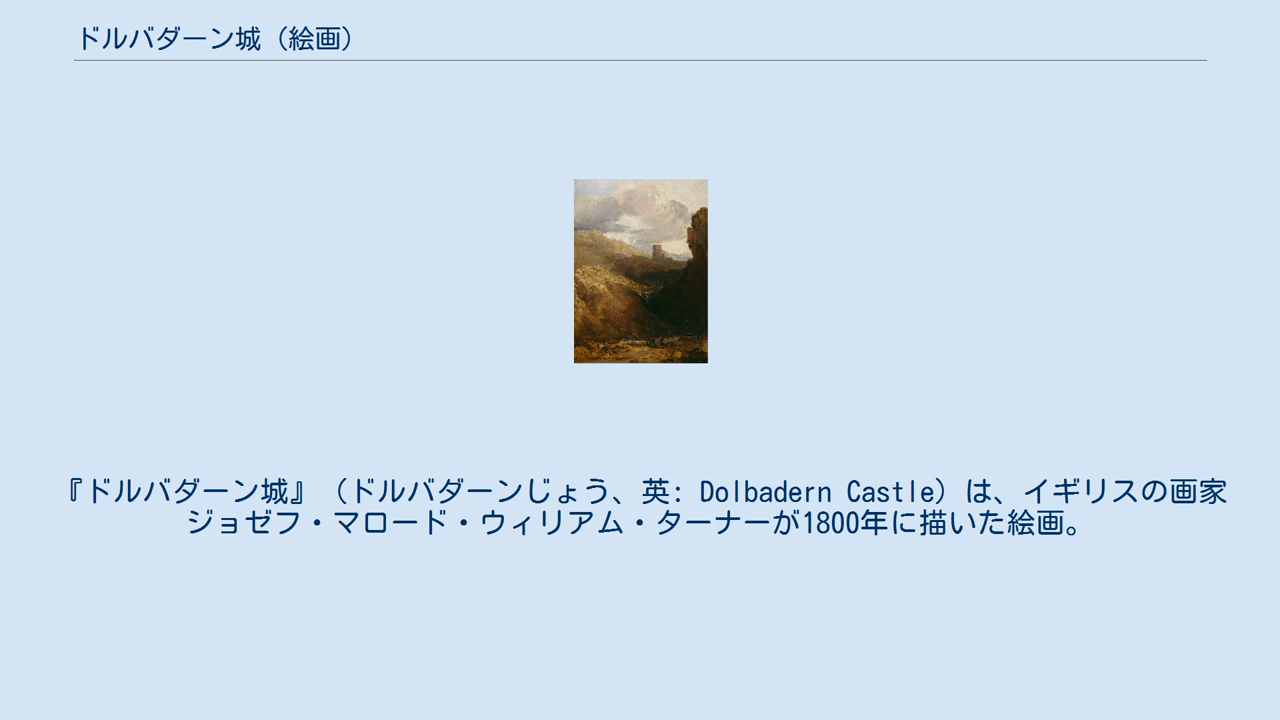 ドルバダーン城（絵画）
『ドルバダーン城』（ドルバダーンじょう、英: Dolbadern Castle）は、イギリスの画家
ジョゼフ・マロード・ウィリアム・ターナーが1800年に描いた絵画。